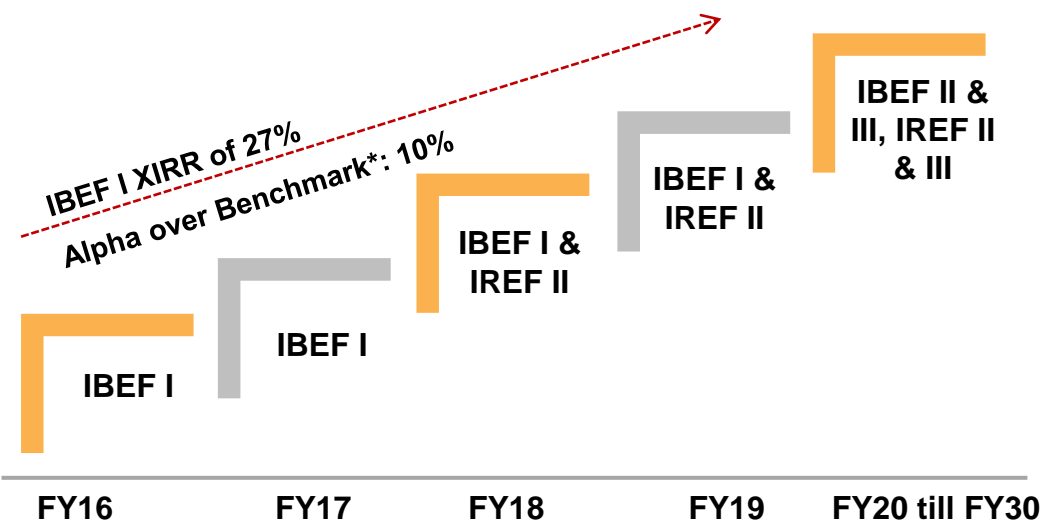 IBEF I XIRR of 27%
Alpha over Benchmark*: 10%
IBEF I
IBEF I
IBEF I &
IREF II
IBEF I &
IREF II
IBEF II &
III, IREF II
& III
FY16
FY17
FY18
FY19
FY20 till FY30